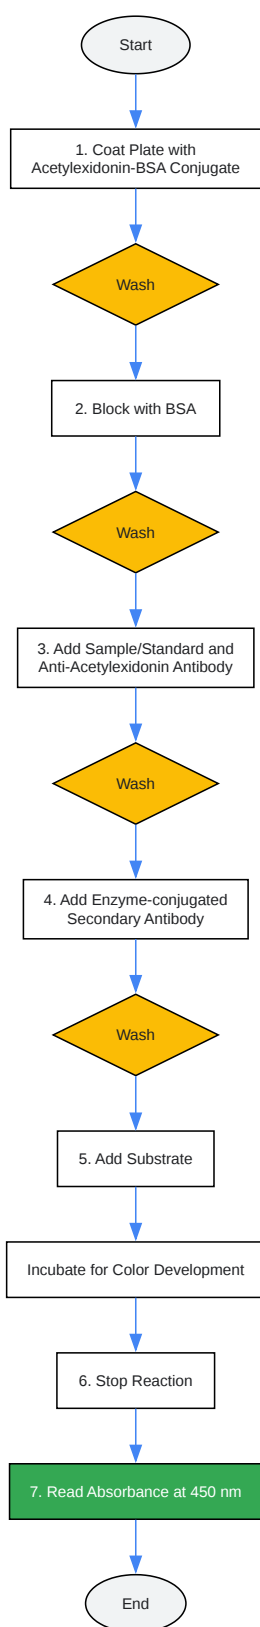 Start
1. Coat Plate with
Acetylexidonin-BSA Conjugate
Wash
2. Block with BSA
Wash
3. Add Sample/Standard and
Anti-Acetylexidonin Antibody
Wash
4. Add Enzyme-conjugated
Secondary Antibody
Wash
5. Add Substrate
Incubate for Color Development
6. Stop Reaction
7. Read Absorbance at 450 nm
End